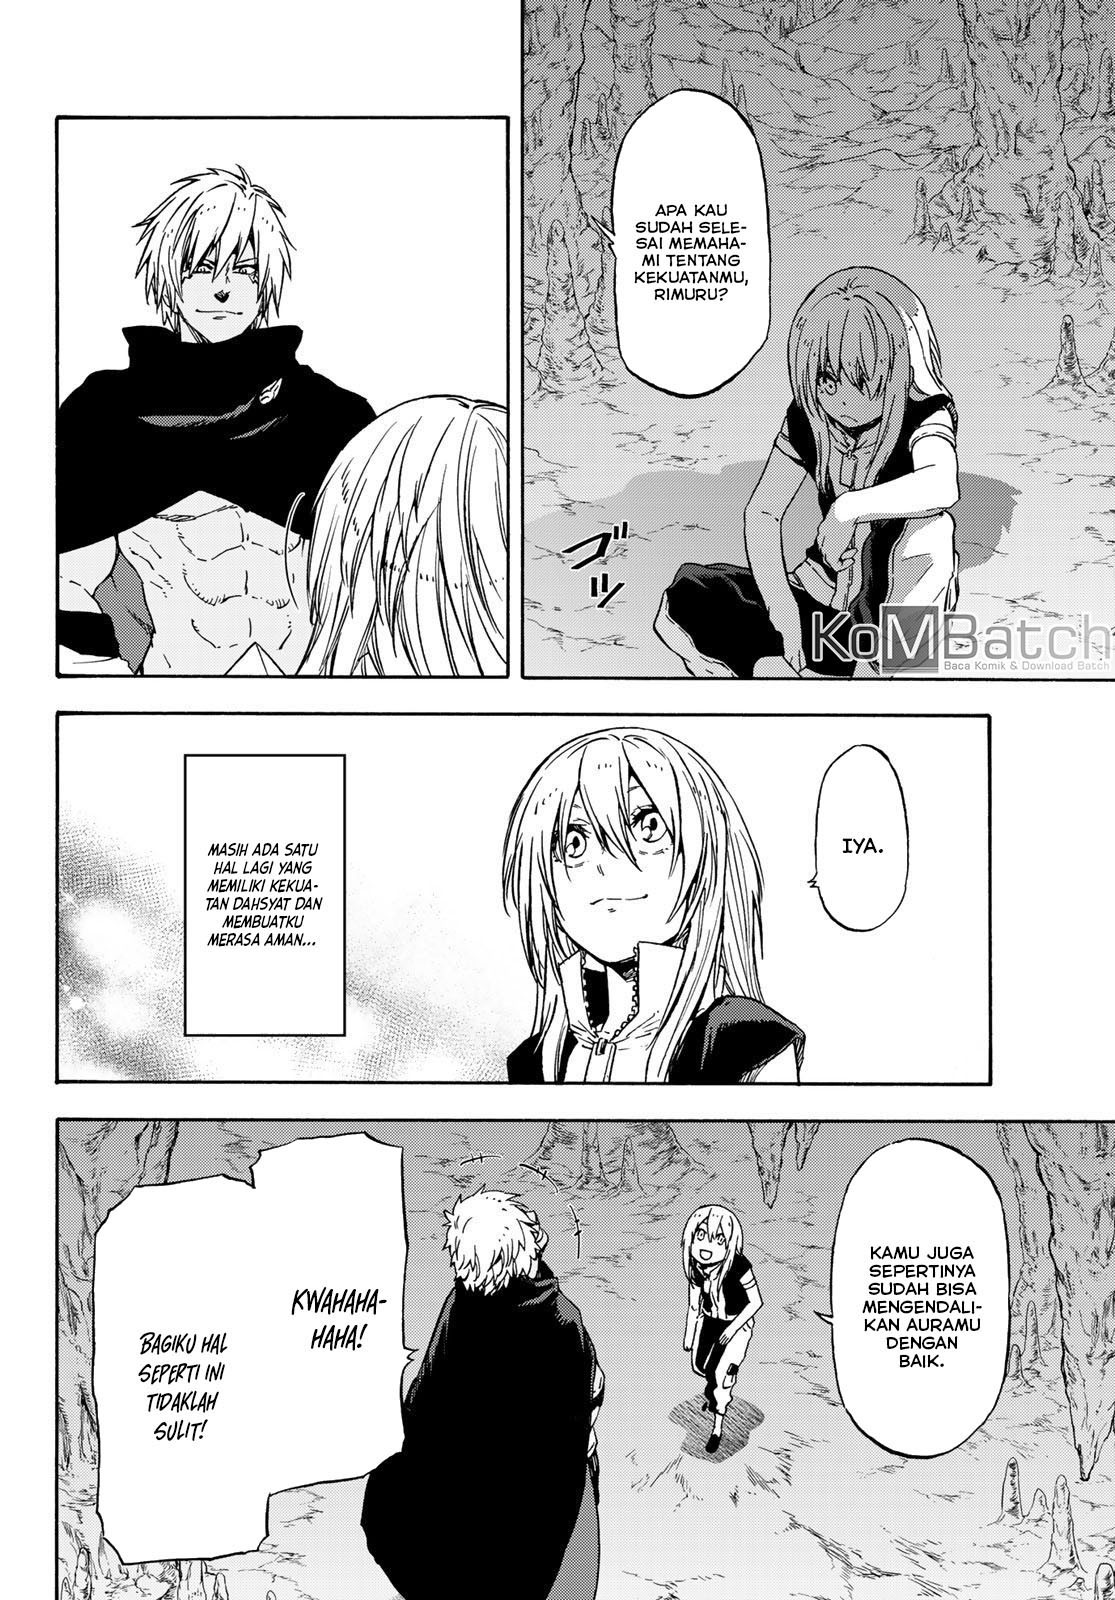 APA KAU
SUDAH SELE-
SAI MEMAHA-
MI TENTANG
KEKUATANMU,
RIMURU?
ズッ
KoMBatch
Baca Komik & Download Batch
IYA.
MASIH ADA SATU
HAL LAGI YANG
MEMILIKI KEKUA-
TAN DAHSYAT DAN
MEMBUATKU
MERASA AMAN...
KAMU JUGA
SEPERTINYA
SUDAH BISA
MENGENDALI-
KAN AURAMU
DENGAN
BAIK.
KWAHAHA-
HAHA!
BAGIKU HAL
SEPERTI INI
TIDAKLAH
SULIT!